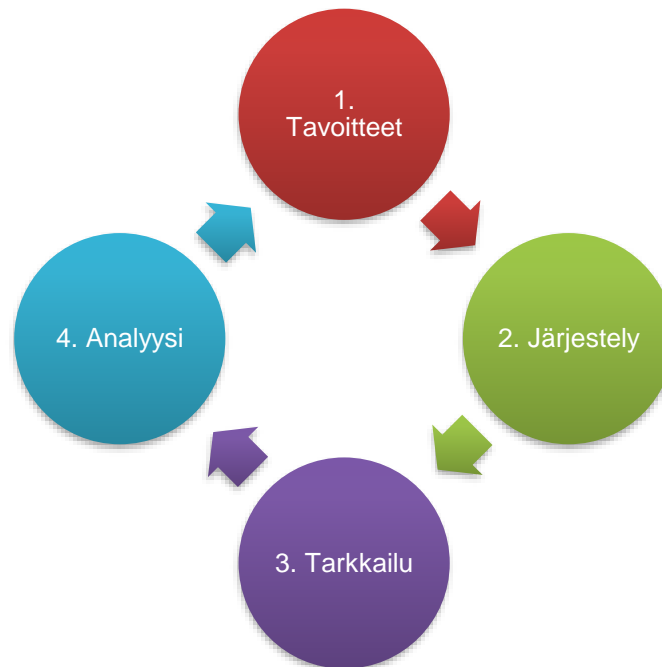 1.
Tavoitteet
2. Järjestely
3. Tarkkailu
4. Analyysi